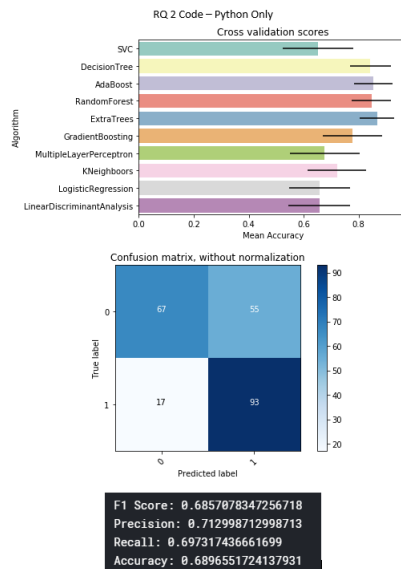 RQ 2 Code – Python Only
Cross validation scores
SVC
DecisionTree
AdaBoost
RandomForest
ExtraTrees
GradientBoosting
MultipleLayerPerceptron
KNeighboors
LogisticRegression
LinearDiscriminantAnalysis
Algorithm
0.0 0.2 0.4 0.6 0.8
Mean Accuracy
Confusion matrix, without normalization
0 67 55
1 17 93
True label
0 1
Predicted label
90
80
70
60
50
40
30
20
F1 Score: 0.6857078347256718
Precision: 0.712998712998713
Recall: 0.697317436661699
Accuracy: 0.6896551724137931